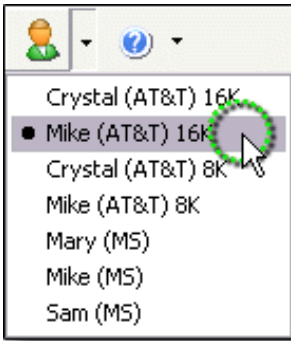 Crystal (AT&T) 16K
Mike (AT&T) 16K
Crystal (AT&T) 8K
Mike (AT&T) 8K
Mary (MS)
Mike (MS)
Sam (MS)